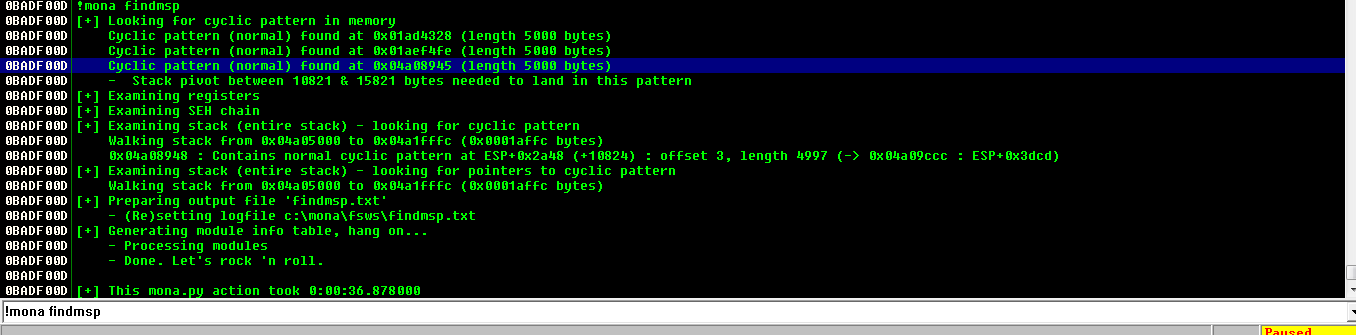 0BADF00D !mona findmsp
0BADF00D [+] Looking for cyclic pattern in memory
0BADF00D Cyclic pattern (normal) found at 0x01ad4328 (length 5000 bytes)
0BADF00D Cyclic pattern (normal) found at 0x01aef4fe (length 5000 bytes)
0BADF00D Cyclic pattern (normal) found at 0x04a08945 (length 5000 bytes)
0BADF00D - Stack pivot between 10821 & 15821 bytes needed to land in this pattern
0BADF00D [+] Examining registers
0BADF00D [+] Examining SEH chain
0BADF00D [+] Examining stack (entire stack) - looking for cyclic pattern
0BADF00D Walking stack from 0x04a05000 to 0x04a1fffc (0x0001affc bytes)
0BADF00D 0x04a08948 : Contains normal cyclic pattern at ESP+0x2a48 (+10824) : offset 3, length 4997 (-> 0x04a09ccc : ESP+0x3dcd)
0BADF00D [+] Examining stack (entire stack) - looking for pointers to cyclic pattern
0BADF00D Walking stack from 0x04a05000 to 0x04a1fffc (0x0001affc bytes)
0BADF00D [+] Preparing output file 'findmsp.txt'
0BADF00D - (Re)setting logfile c:\mona\fsws\findmsp.txt
0BADF00D [+] Generating module info table, hang on...
0BADF00D - Processing modules
0BADF00D - Done. Let's rock 'n roll.
0BADF00D
0BADF00D [+] This mona.py action took 0:00:36.878000
!mona findmsp
Paused